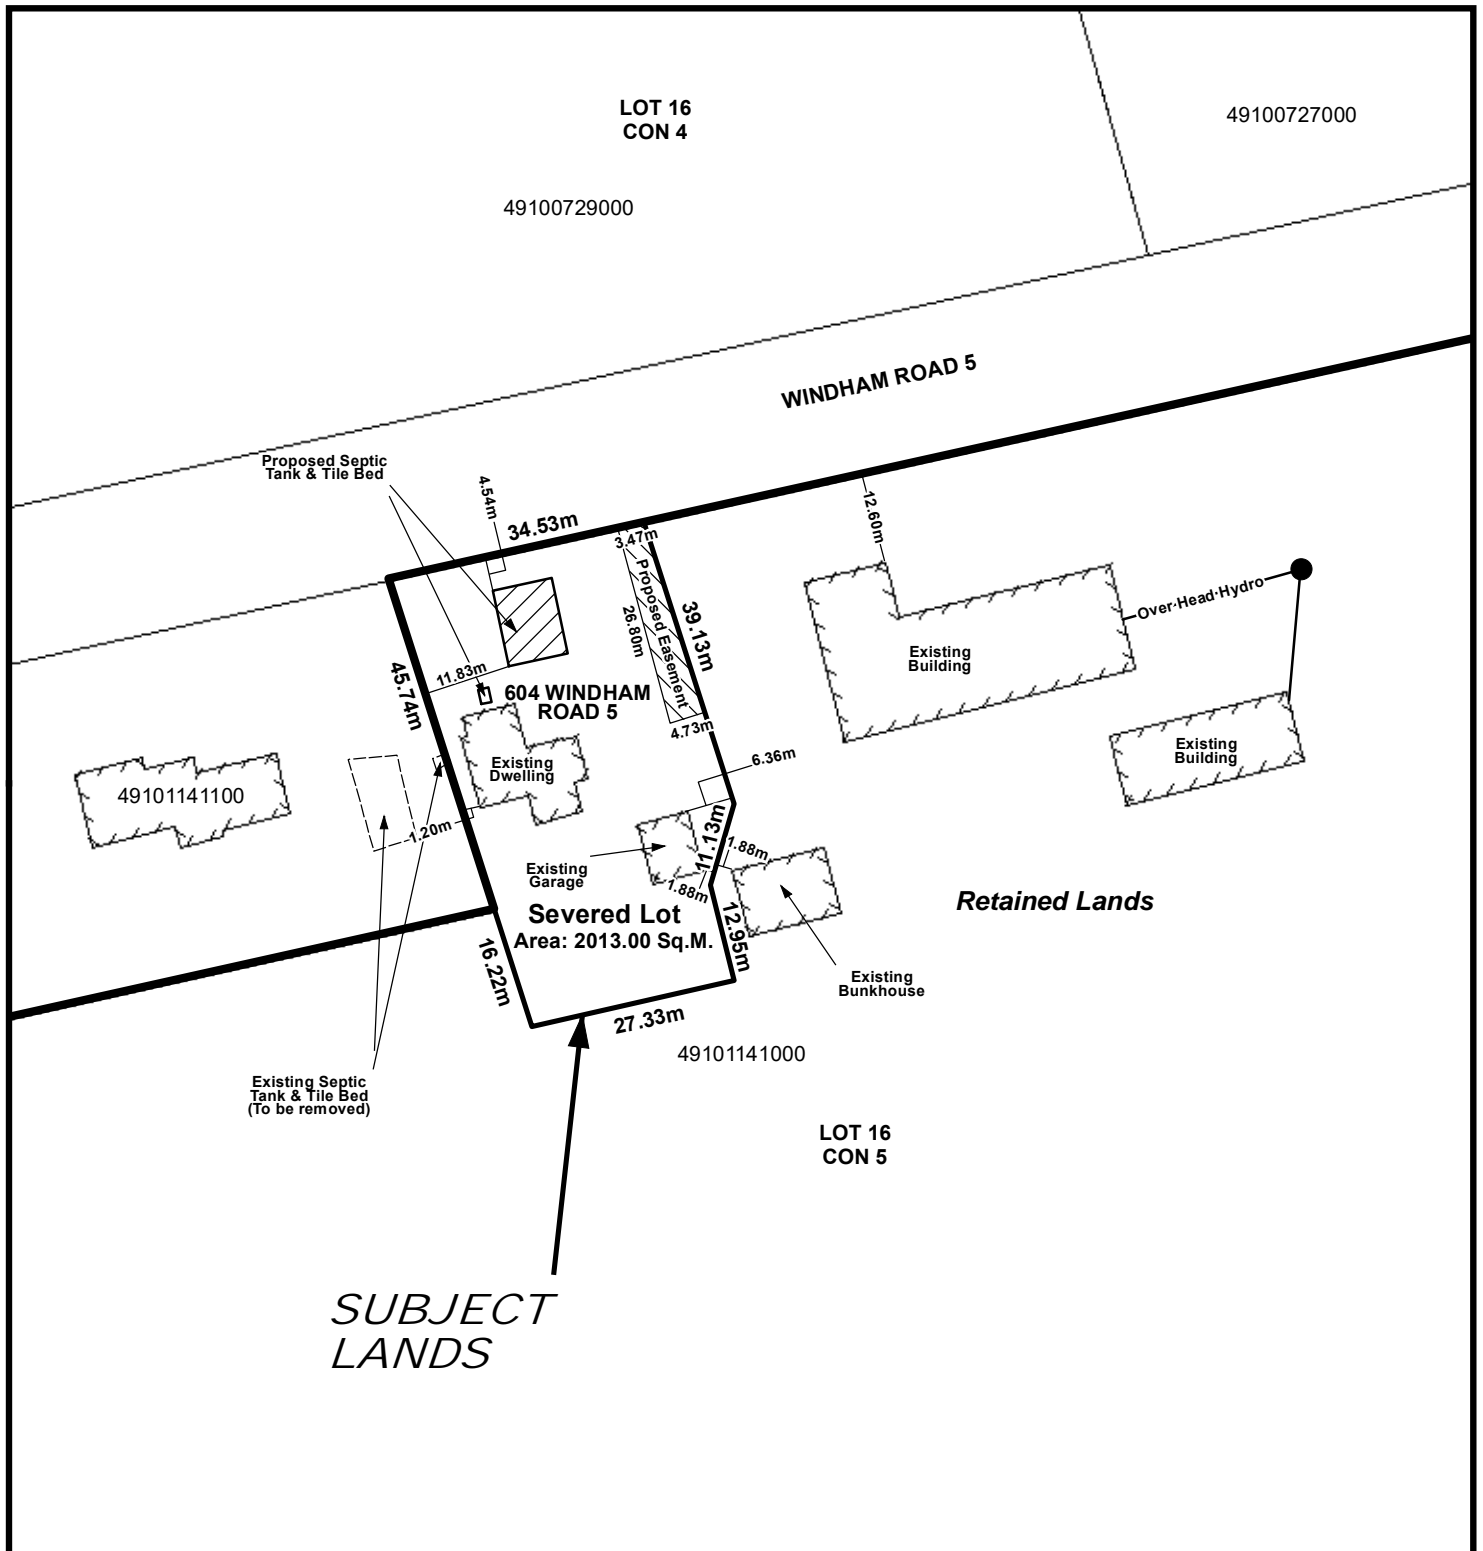 LOT 16
CON 4
49100727000
49100729000
WINDHAM ROAD 5
Proposed Septic
Tank & Tile Bed
4.54m
34.53m
3.47m
12.60m
Proposed Easement
26.80m
39.13m
Over Head Hydro
Existing
Building
45.74m
11.83m
604 WINDHAM
ROAD 5
4.73m
6.36m
Existing
Building
Existing
Dwelling
49101141100
1.20m
11.13m
1.88m
Existing
Garage
1.88m
Severed Lot
Area: 2013.00 Sq.M.
12.95m
Retained Lands
16.22m
Existing
Bunkhouse
27.33m
49101141000
Existing Septic
Tank & Tile Bed
(To be removed)
LOT 16
CON 5
SUBJECT
LANDS